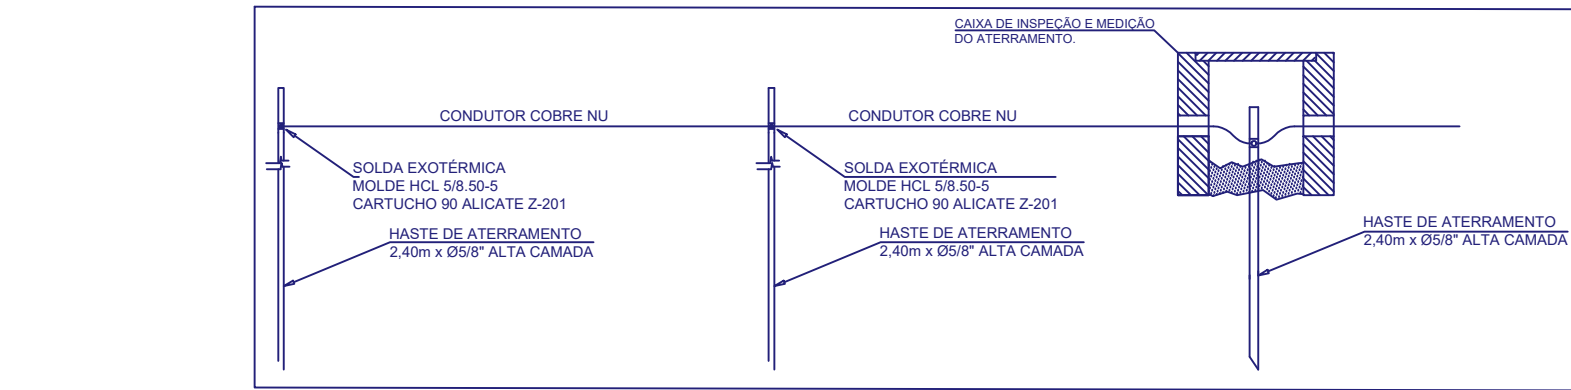 CAIXA DE INSPEÇÃO E MEDIÇÃO
DO ATERRAMENTO.
CONDUTOR COBRE NU
CONDUTOR COBRE NU
SOLDA EXOTÉRMICA
MOLDE HCL 5/8.50-5
CARTUCHO 90 ALICATE Z-201
SOLDA EXOTÉRMICA
MOLDE HCL 5/8.50-5
CARTUCHO 90 ALICATE Z-201
HASTE DE ATERRAMENTO
2,40m x Ø5/8" ALTA CAMADA
HASTE DE ATERRAMENTO
2,40m x Ø5/8" ALTA CAMADA
HASTE DE ATERRAMENTO
2,40m x Ø5/8" ALTA CAMADA